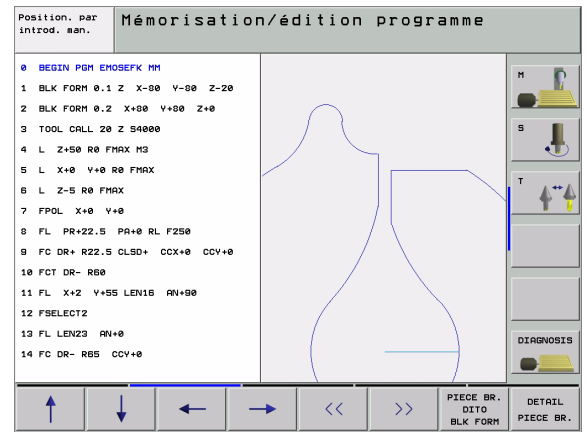 Position. par
introd. man.
Mémorisation/édition programme
0 BEGIN PGM EMOSEFK MM
1 BLK FORM 0.1 Z X-80 Y-80 Z-20
2 BLK FORM 0.2 X+80 Y+80 Z+0
3 TOOL CALL 20 Z S4000
4 L Z+50 R0 FMAX M3
5 L X+0 Y+0 R0 FMAX
6 L Z-5 R0 FMAX
7 FPOL X+0 Y+0
8 FL PR+22.5 PA+0 RL F250
9 FC DR+ R22.5 CLSD+ CCX+0 CCY+0
10 FCT DR- R60
11 FL X+2 Y+55 LEN16 AN+90
12 FSELECT2
13 FL LEN23 AN+0
14 FC DR- R65 CCY+0
M
S
T
DIAGNOSIS
<<
>>
PIECE BR.
DITO
BLK FORM
DETAIL
PIECE BR.